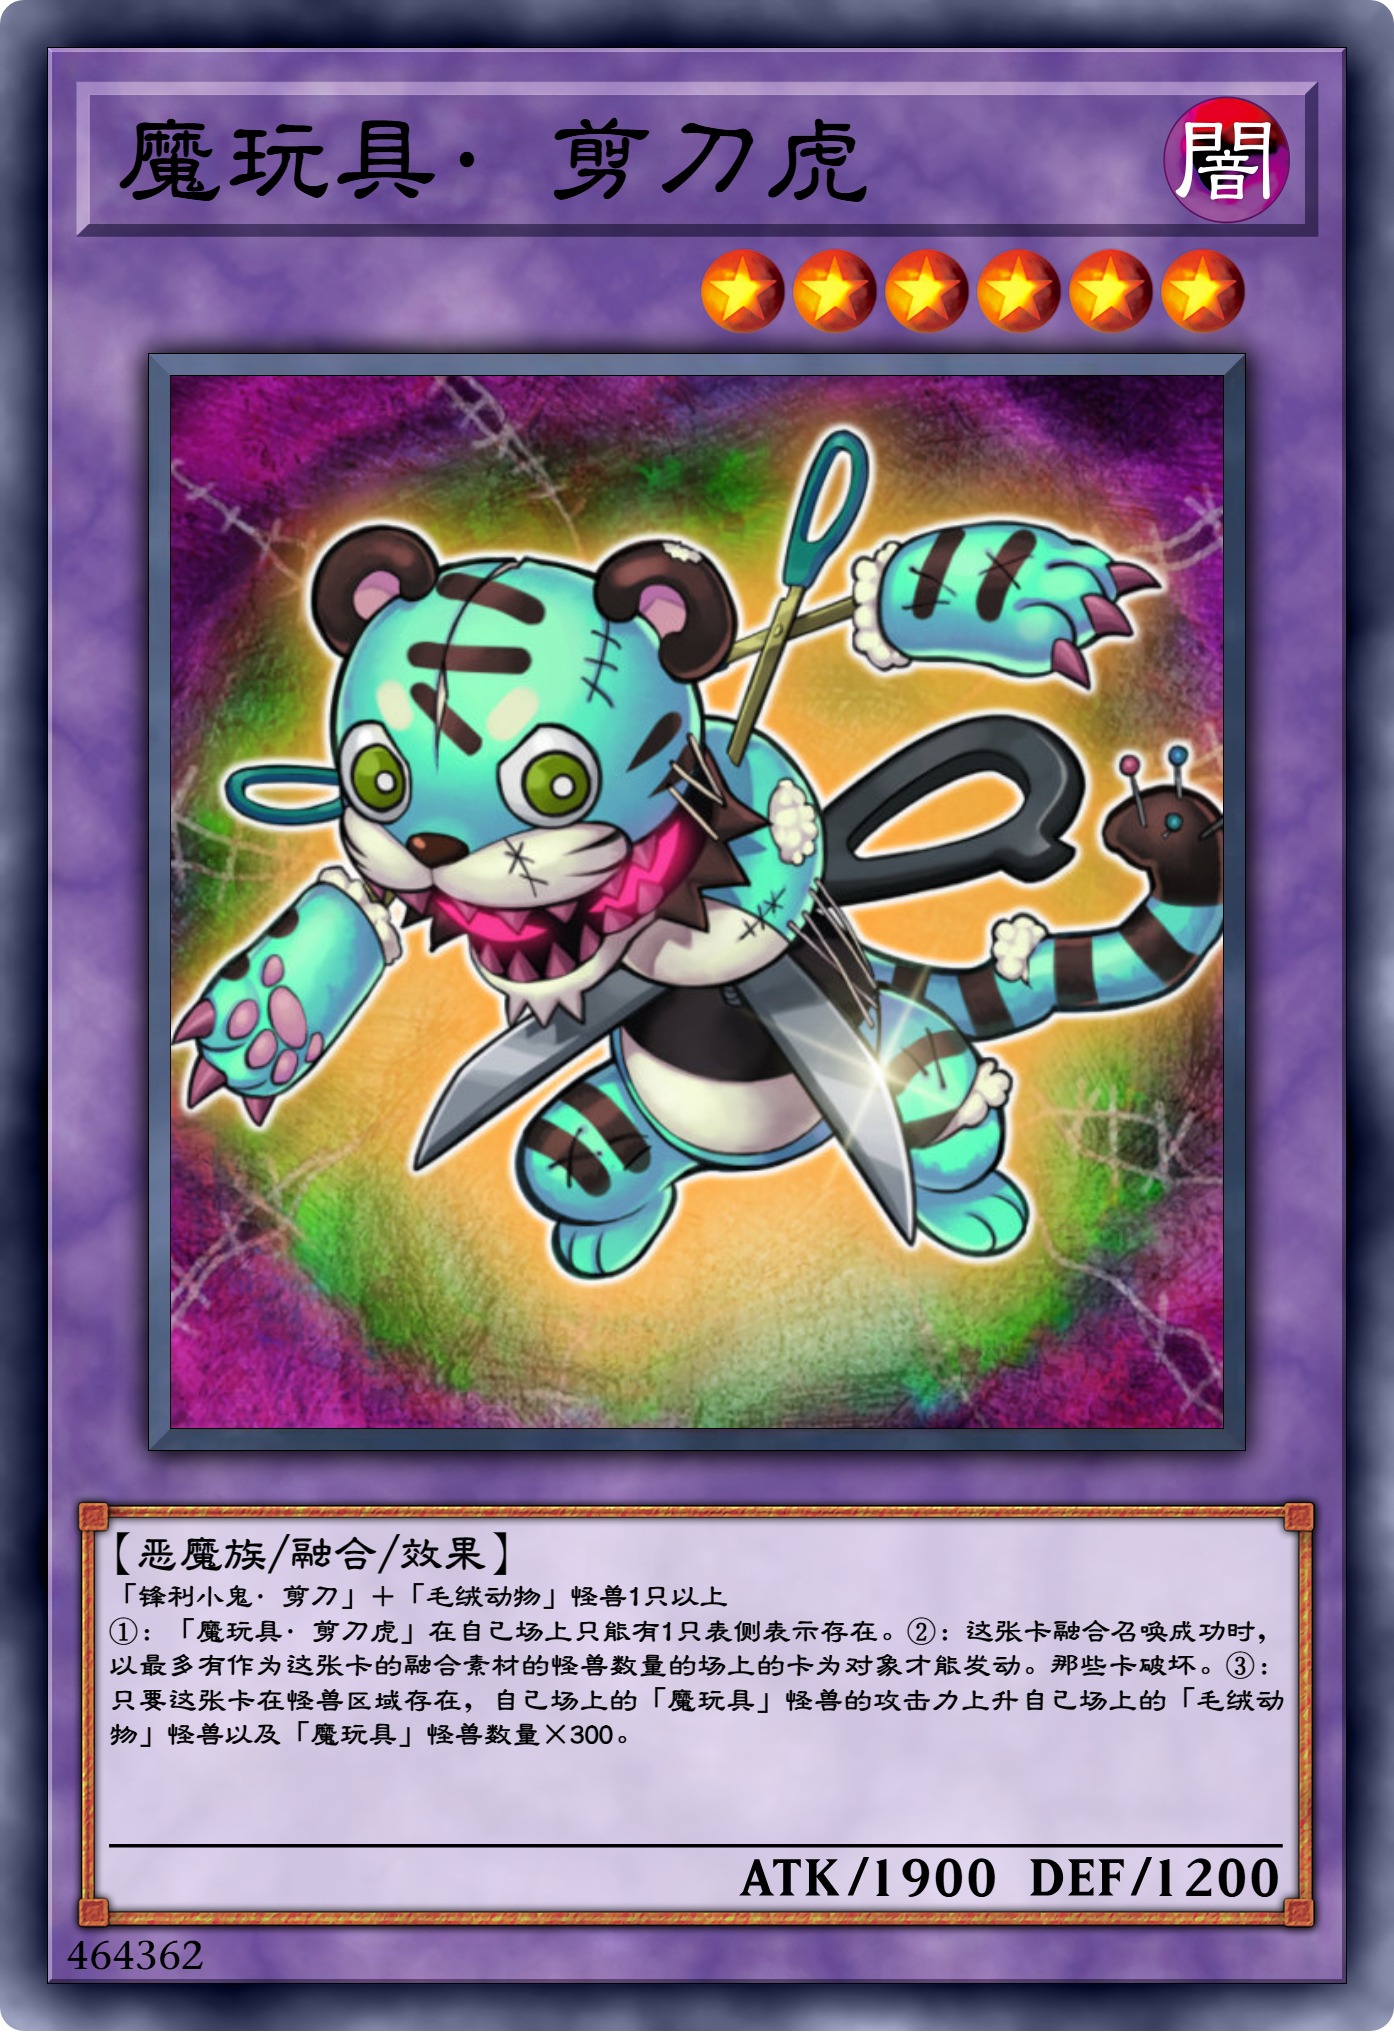 魔玩具·剪刀虎
闇
【恶魔族/融合/效果】
「锋利小鬼·剪刀」＋「毛绒动物」怪兽1只以上
①：「魔玩具·剪刀虎」在自己场上只能有1只表侧表示存在。②：这张卡融合召唤成功时，
以最多有作为这张卡的融合素材的怪兽数量的场上的卡为对象才能发动。那些卡破坏。③：
只要这张卡在怪兽区域存在，自己场上的「魔玩具」怪兽的攻击力上升自己场上的「毛绒动
物」怪兽以及「魔玩具」怪兽数量×300。
ATK/1900 DEF/1200
464362